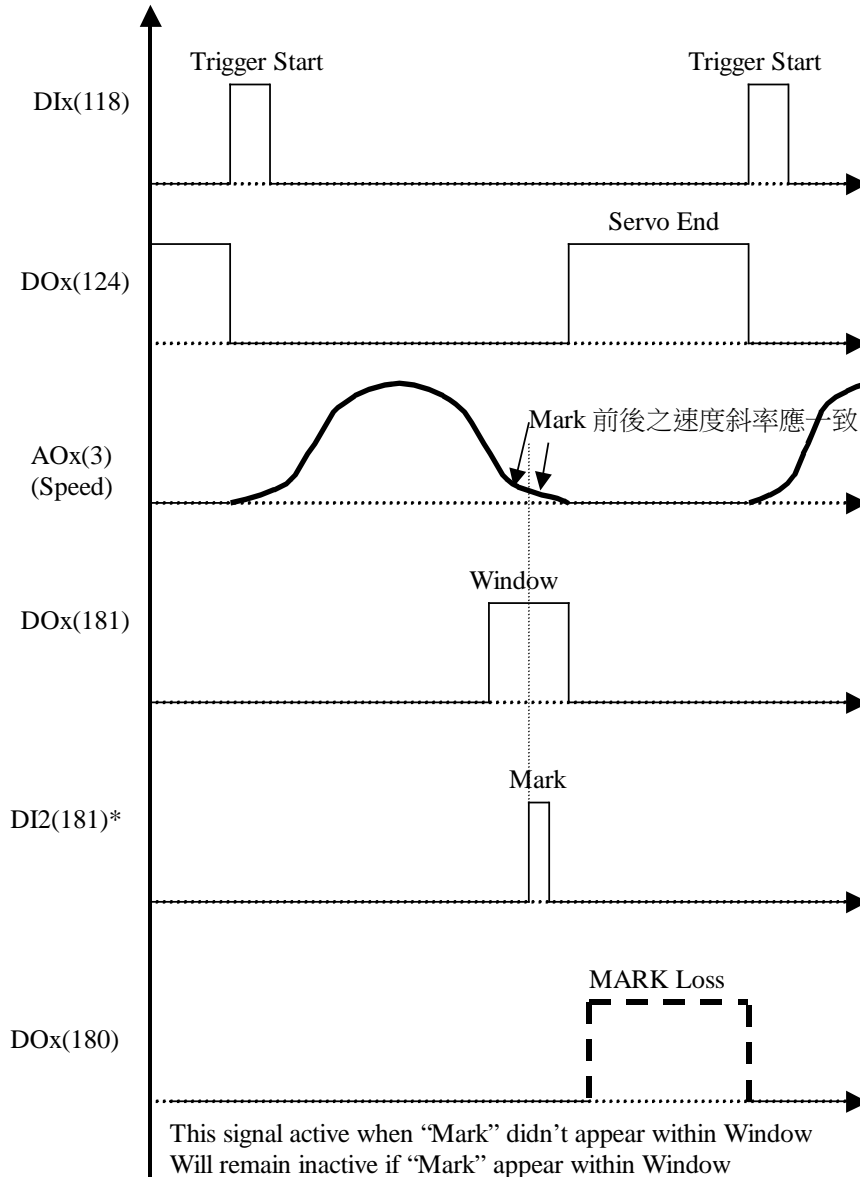 Trigger Start
Trigger Start
DIx(118)
Servo End
DOx(124)
Mark 前後之速度斜率應一致
AOx(3)
(Speed)
Window
DOx(181)
Mark
DI2(181)*
MARK Loss
DOx(180)
This signal active when “Mark” didn’t appear within Window
Will remain inactive if “Mark” appear within Window